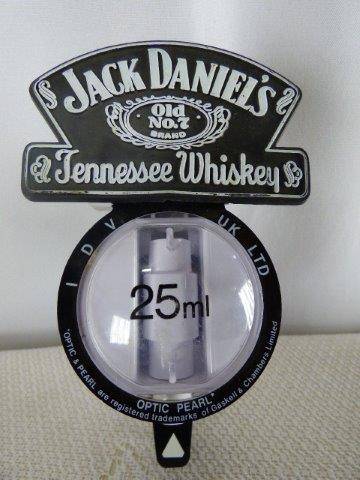 JACK DANIEL'S
Old
No.7
BRAND
Tennessee Whiskey
I D V UK LTD
25ml
OPTIC PEARL"
"OPTIC & PEARL are registered trademarks of Gaskell & Chambers Limited